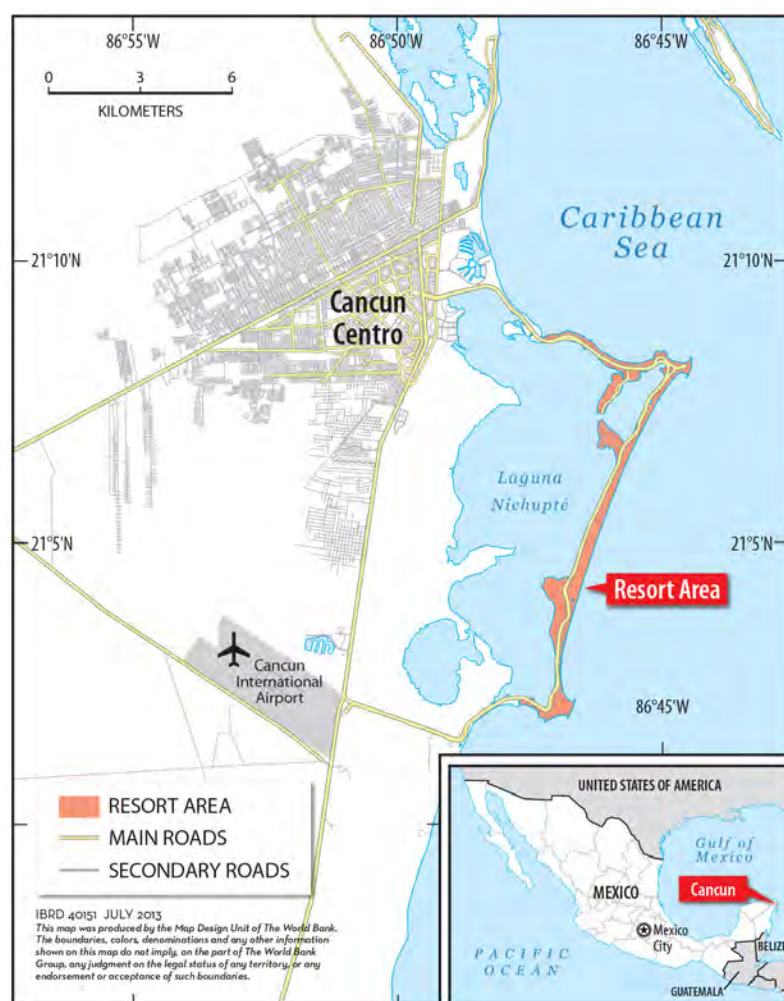 86°55'W
86°50'W
86°45'W
0 3 6
KILOMETERS
Caribbean
Sea
21°10'N
21°10'N
Cancun
Centro
Laguna
Nichupté
21°5'N
21°5'N
Resort Area
Cancun
International
Airport
86°45'W
RESORT AREA
MAIN ROADS
SECONDARY ROADS
IBRD 40151 JULY 2013
This map was produced by the Map Design Unit of The World Bank.
The boundaries, colors, denominations and any other information
shown on this map do not imply, on the part of The World Bank
Group, any judgment on the legal status of any territory, or any
endorsement or acceptance of such boundaries.
UNITED STATES OF AMERICA
Gulf of
Mexico
MEXICO
Cancun
Mexico
City
BELIZE
PACIFIC
OCEAN
GUATEMALA